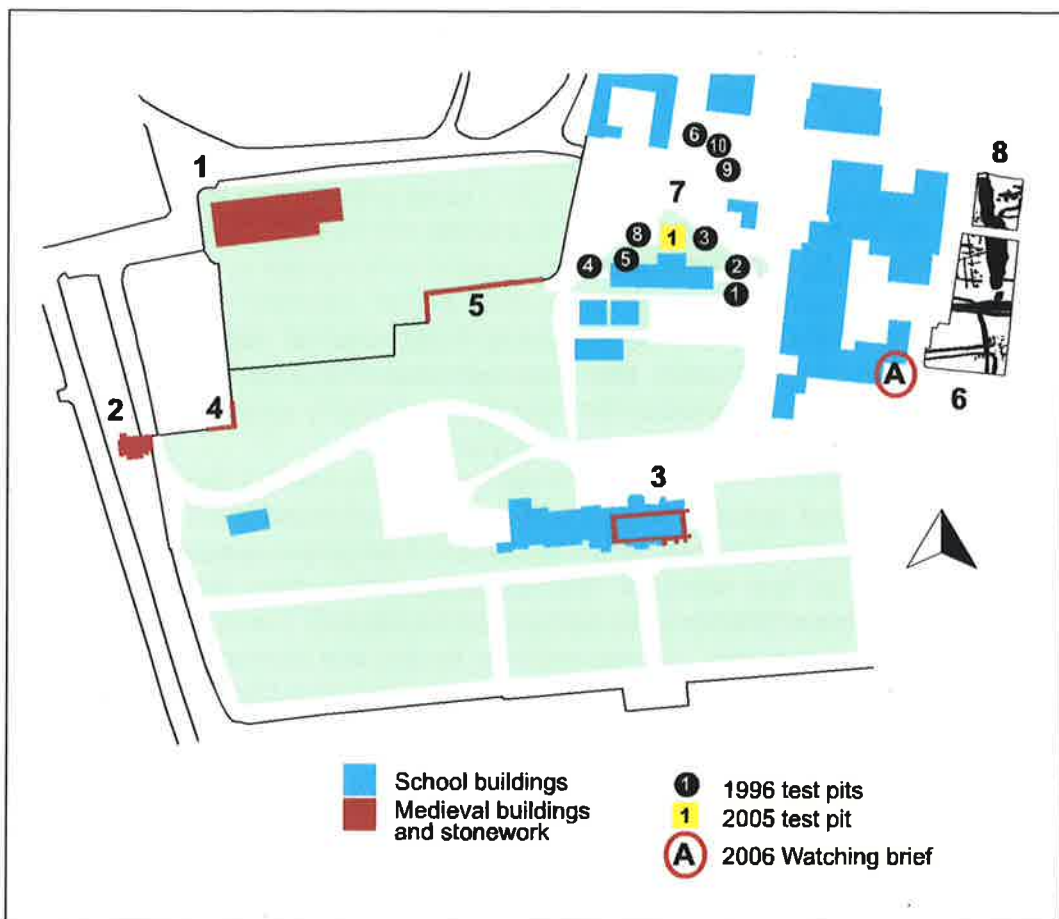 1
6
10
9
8
7
8
1
3
4
5
2
1
5
A
6
2
4
3
School buildings
Medieval buildings
and stonework
1 1996 test pits
1 2005 test pit
A 2006 Watching brief